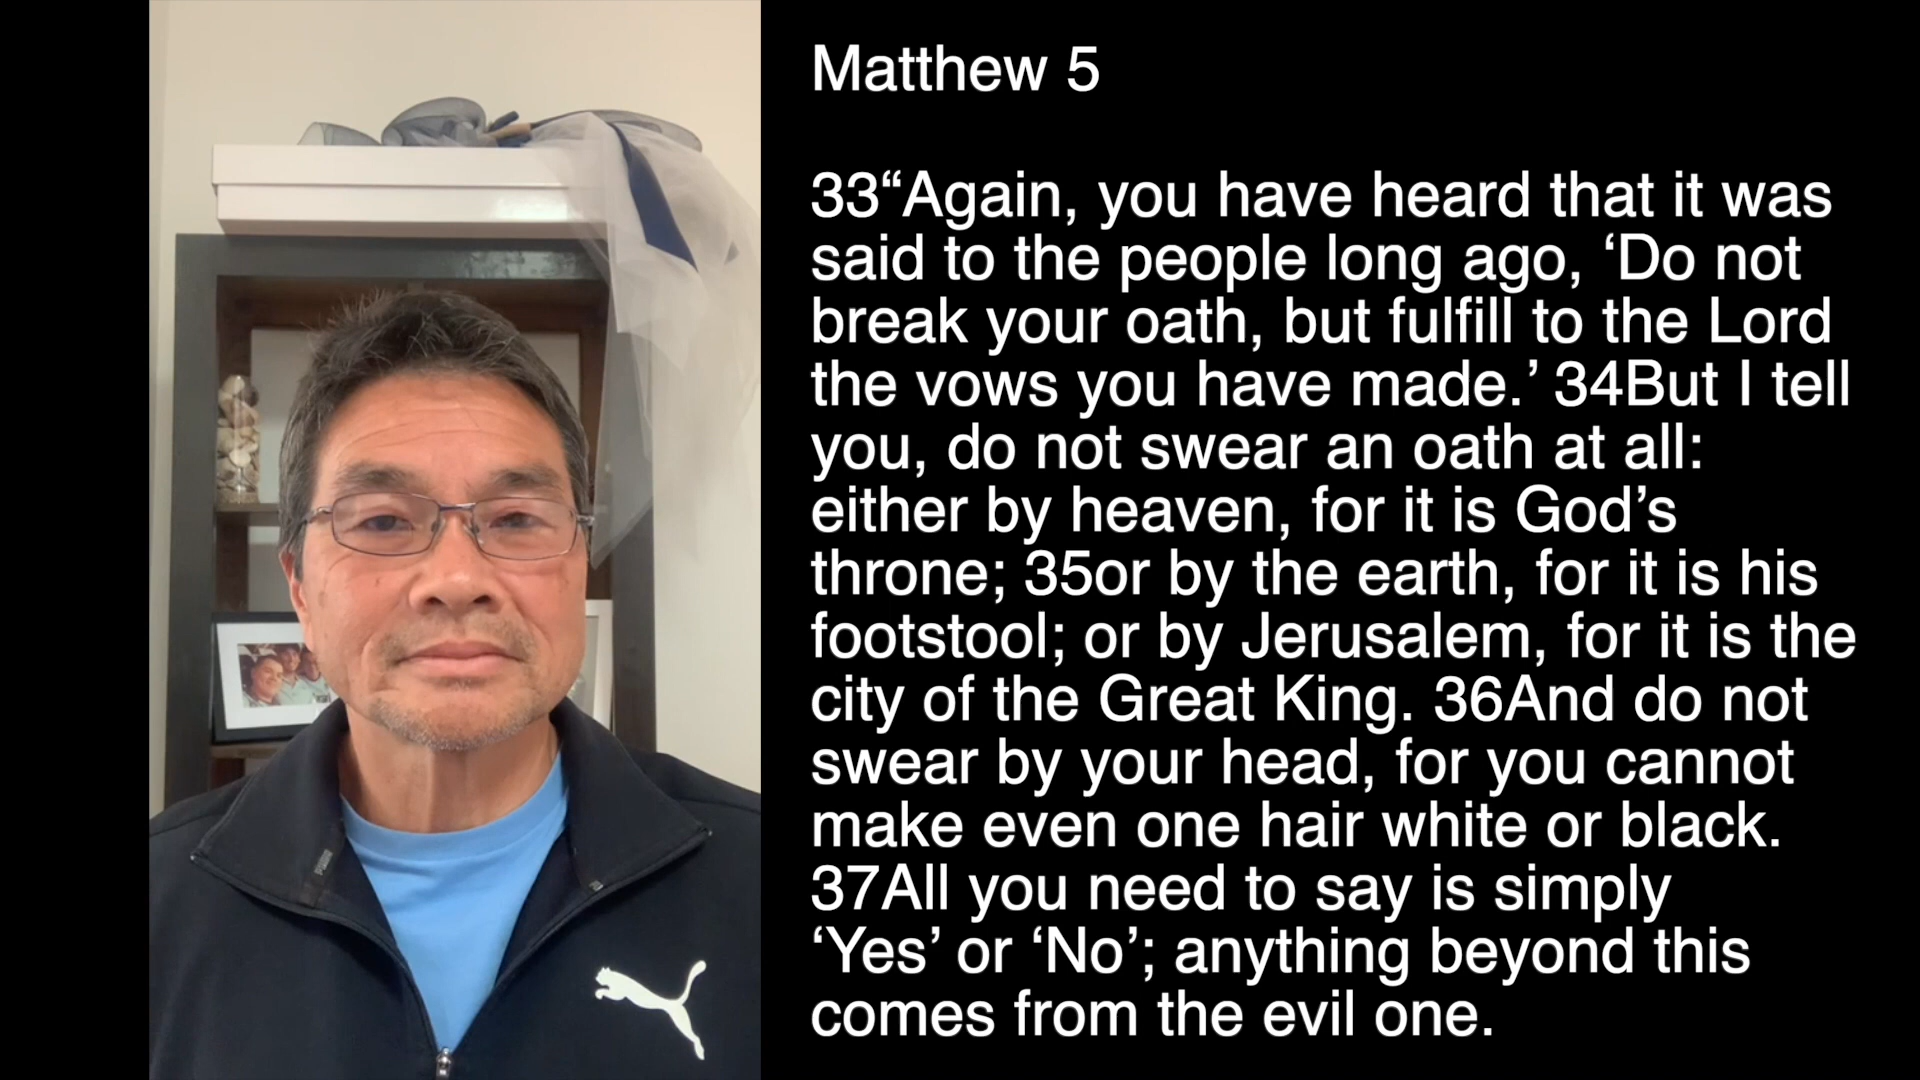 Matthew 5
33“Again, you have heard that it was
said to the people long ago, ‘Do not
break your oath, but fulfill to the Lord
the vows you have made.’ 34But I tell
you, do not swear an oath at all:
either by heaven, for it is God’s
throne; 35or by the earth, for it is his
footstool; or by Jerusalem, for it is the
city of the Great King. 36And do not
swear by your head, for you cannot
make even one hair white or black.
37All you need to say is simply
‘Yes’ or ‘No’; anything beyond this
comes from the evil one.